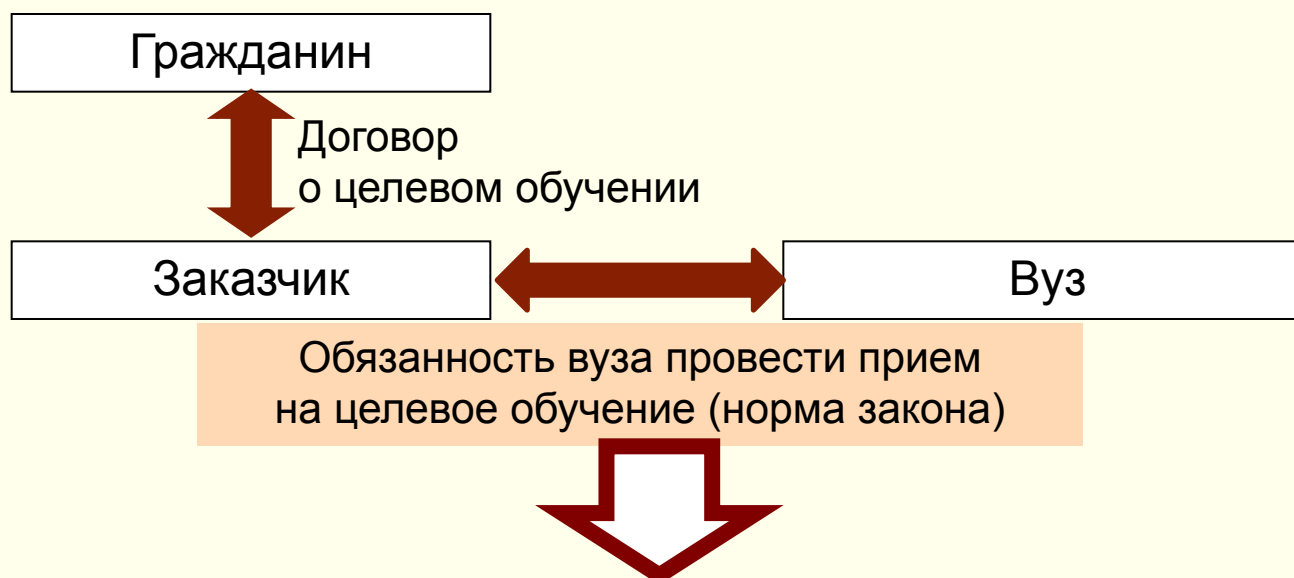 Гражданин
Договор
о целевом обучении
Заказчик
Вуз
Обязанность вуза провести прием
на целевое обучение (норма закона)